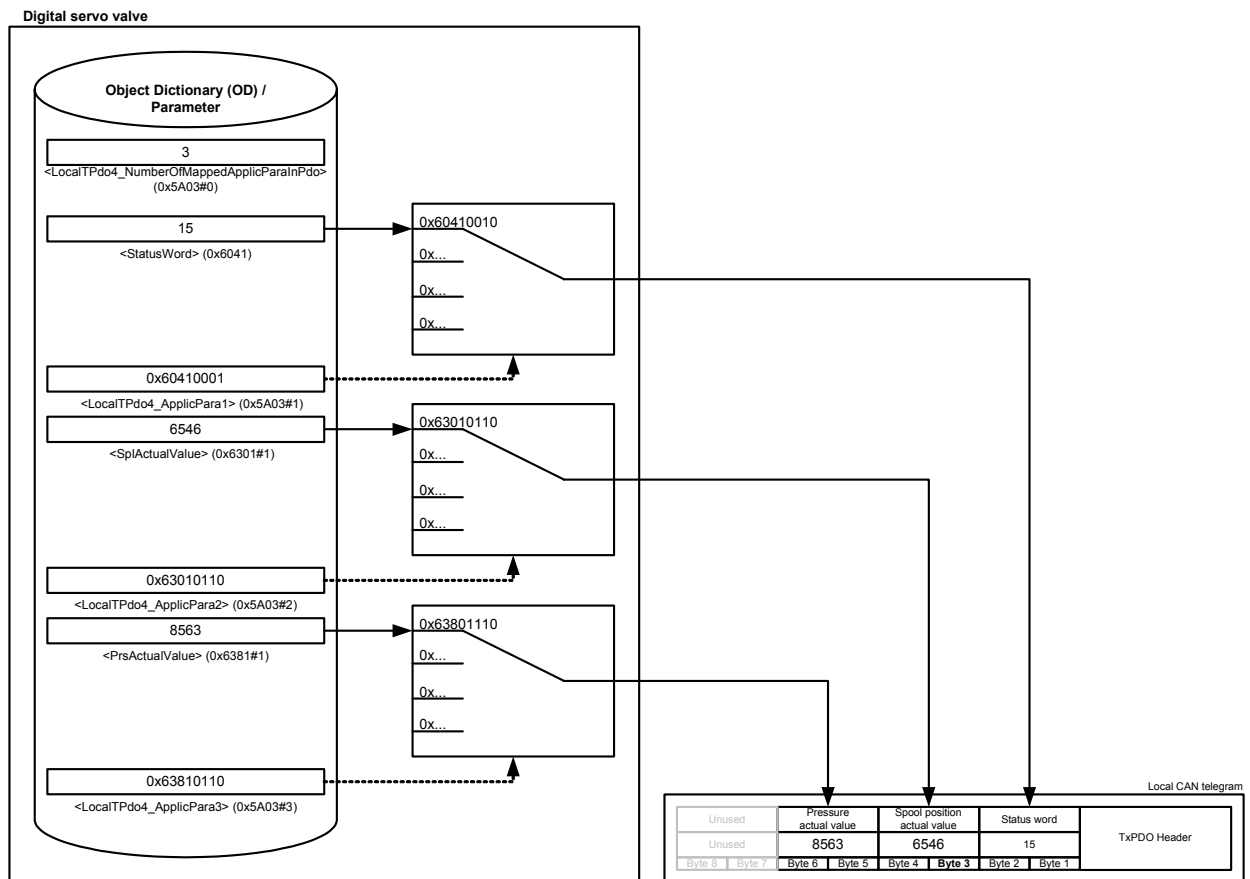 Digital servo valve
Object Dictionary (OD) /
Parameter
3
<LocalTPdo4_NumberOfMappedApplicParaInPdo>
(0x5A03#0)
15
<StatusWord> (0x6041)
0x60410010
0x...
0x...
0x...
0x60410001
<LocalTPdo4_ApplicPara1> (0x5A03#1)
6546
<SplActualValue> (0x6301#1)
0x63010110
0x...
0x...
0x...
0x63010110
<LocalTPdo4_ApplicPara2> (0x5A03#2)
8563
<PrsActualValue> (0x6381#1)
0x63801110
0x...
0x...
0x...
0x63810110
<LocalTPdo4_ApplicPara3> (0x5A03#3)
Local CAN telegram
Unused
Pressure
actual value
Spool position
actual value
Status word
TxPDO Header
Unused
8563
6546
15
Byte 8
Byte 7
Byte 6
Byte 5
Byte 4
Byte 3
Byte 2
Byte 1